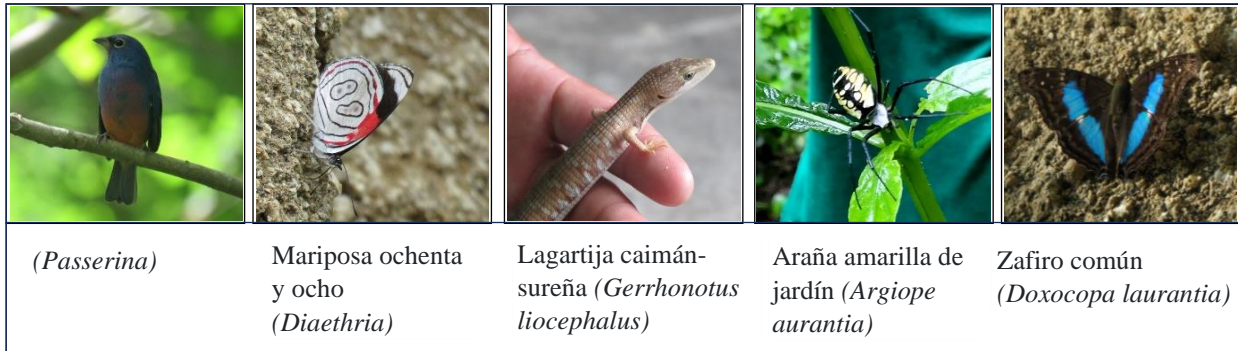 (Passerina)
Mariposa ochenta
y ocho
(Diaethria)
Lagartija caimán-
sureña (Gerrhonotus
liocephalus)
Araña amarilla de
jardín (Argiope
aurantia)
Zafiro común
(Doxocopa laurantia)